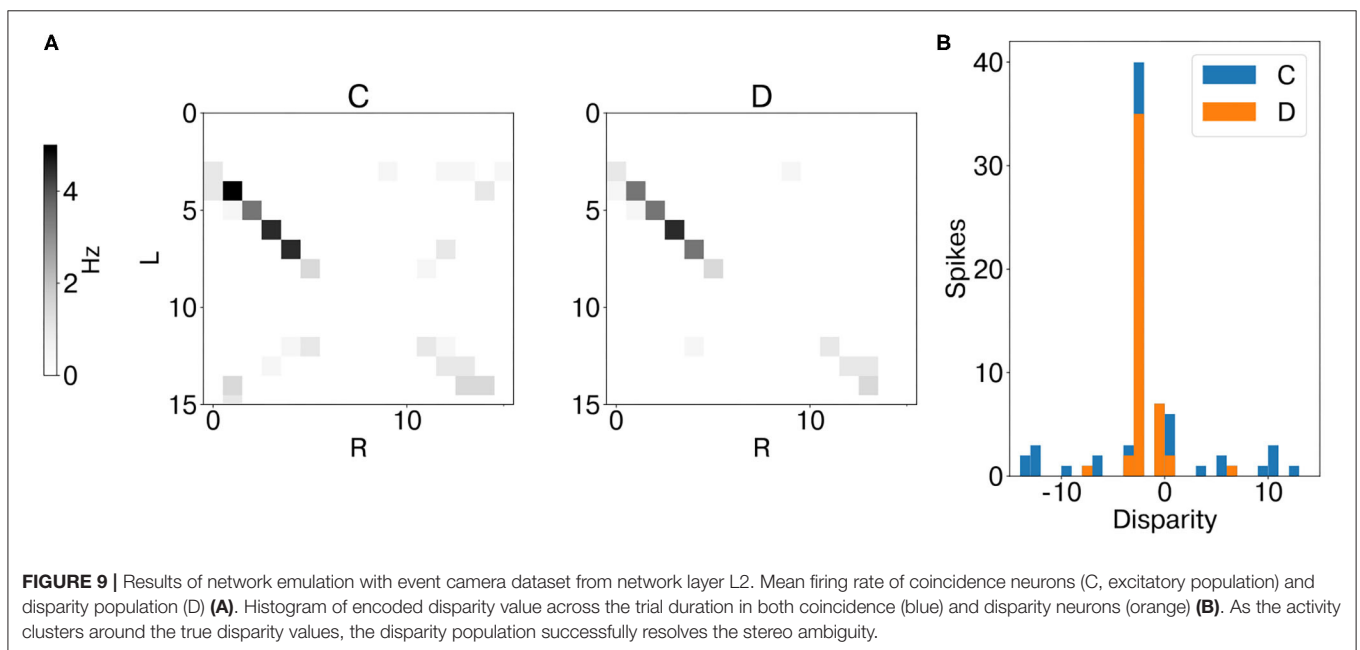 A
B
C
D
0
5
10
15
L
0
10
R
4
2
0
Hz
0
5
10
15
0
10
R
40
30
20
10
0
Spikes
C
D
-10
0
10
Disparity
FIGURE 9 | Results of network emulation with event camera dataset from network layer L2. Mean firing rate of coincidence neurons (C, excitatory population) and
disparity population (D) (A). Histogram of encoded disparity value across the trial duration in both coincidence (blue) and disparity neurons (orange) (B). As the activity
clusters around the true disparity values, the disparity population successfully resolves the stereo ambiguity.